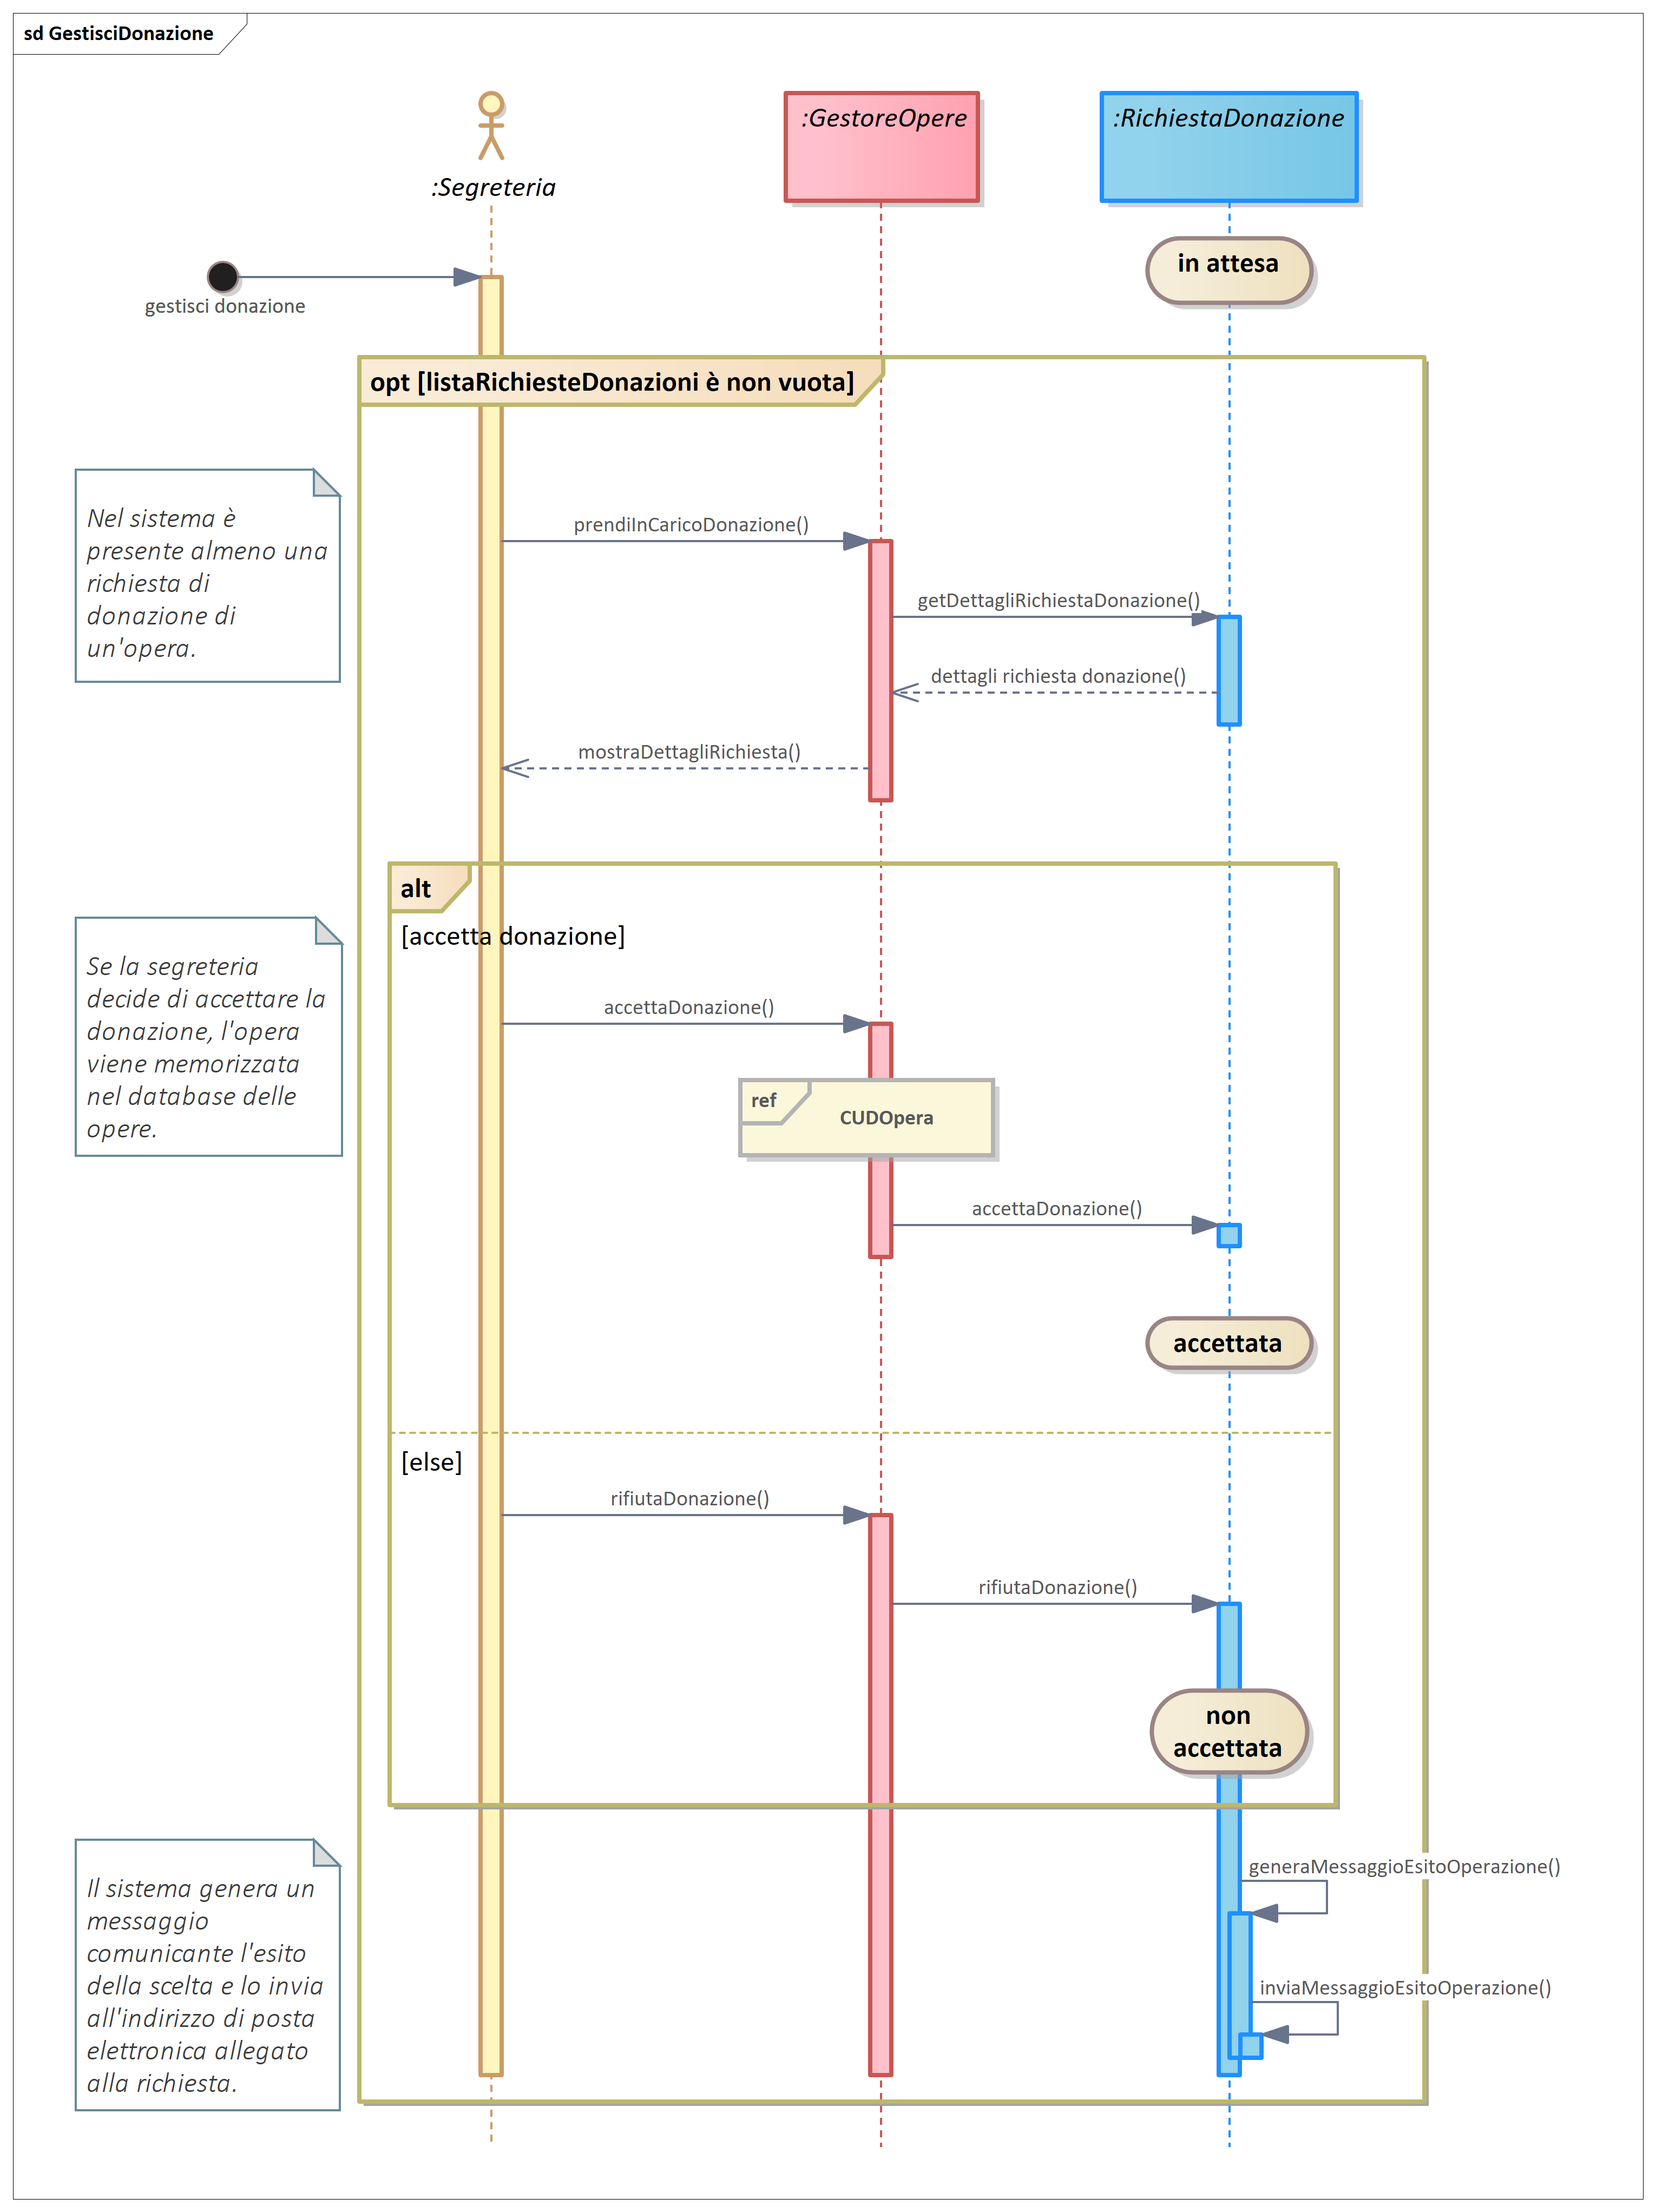 sd GestisciDonazione
:Segreteria
:GestoreOpere
:RichiestaDonazione
in attesa
gestisci donazione
opt [listaRichiesteDonazioni è non vuota]
Nel sistema è
presente almeno una
richiesta di
donazione di
un'opera.
prendiInCaricoDonazione()
getDettagliRichiestaDonazione()
dettagli richiesta donazione()
mostraDettagliRichiesta()
alt
[accetta donazione]
Se la segreteria
decide di accettare la
donazione, l'opera
viene memorizzata
nel database delle
opere.
accettaDonazione()
ref
CUDOpera
accettaDonazione()
accettata
[else]
rifiutaDonazione()
rifiutaDonazione()
non
accettata
Il sistema genera un
messaggio
comunicante l'esito
della scelta e lo invia
all'indirizzo di posta
elettronica allegato
alla richiesta.
generaMessaggioEsitoOperazione()
inviaMessaggioEsitoOperazione()